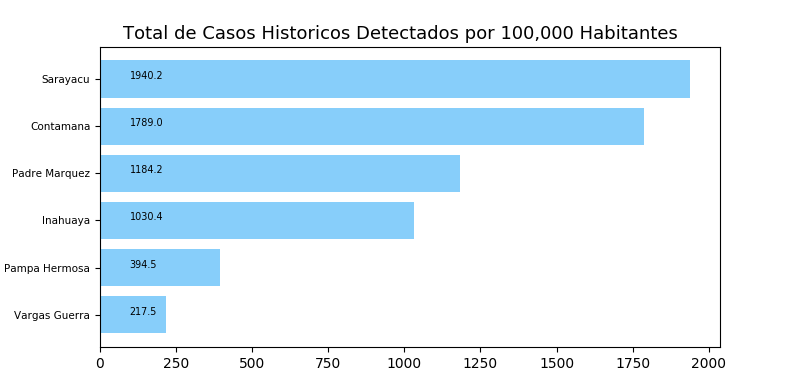 Total de Casos Historicos Detectados por 100,000 Habitantes
Sarayacu 1940.2
Contamana 1789.0
Padre Marquez 1184.2
Inahuaya 1030.4
Pampa Hermosa 394.5
Vargas Guerra 217.5
0 250 500 750 1000 1250 1500 1750 2000